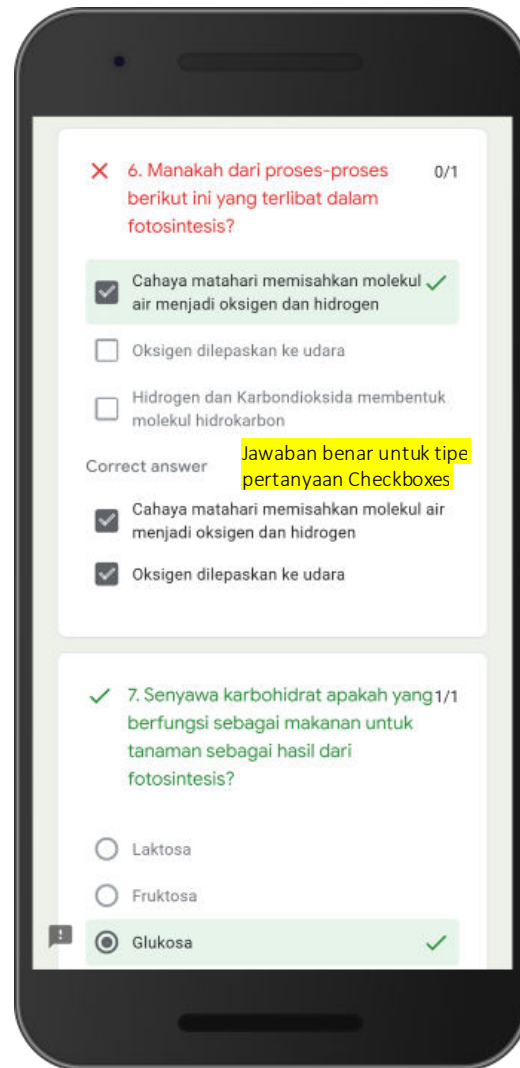 6. Manakah dari proses-proses 0/1
berikut ini yang terlibat dalam
fotosintesis?
Cahaya matahari memisahkan molekul
air menjadi oksigen dan hidrogen
Oksigen dilepaskan ke udara
Hidrogen dan Karbondioksida membentuk
molekul hidrokarbon
Correct answer
Jawaban benar untuk tipe
pertanyaan Checkboxes
Cahaya matahari memisahkan molekul air
menjadi oksigen dan hidrogen
Oksigen dilepaskan ke udara
7. Senyawa karbohidrat apakah yang 1/1
berfungsi sebagai makanan untuk
tanaman sebagai hasil dari
fotosintesis?
Laktosa
Fruktosa
Glukosa